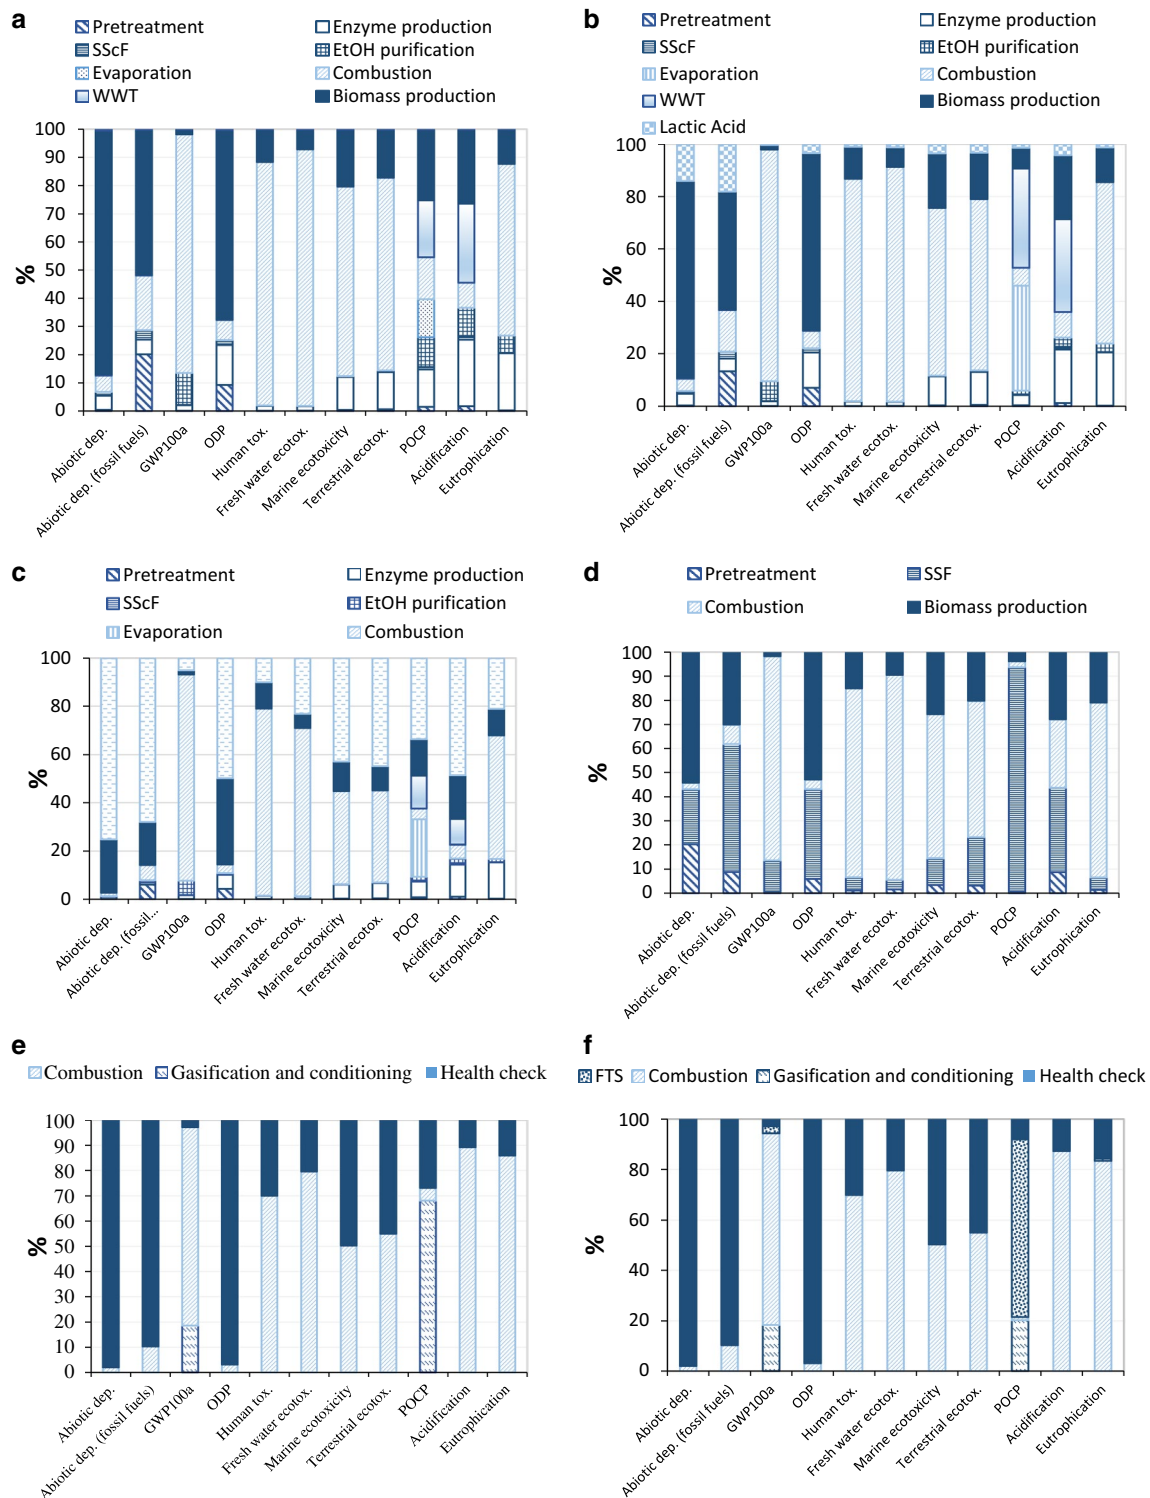 a
Pretreatment Enzyme production
SScF EtOH purification
Evaporation Combustion
WWT Biomass production
100
90
80
70
60
50
40
30
20
10
0
%
Abiotic dep.
Abiotic dep. (fossil fuels)
GWP100a
ODP
Human tox.
Fresh water ecotox.
Marine ecotoxicity
Terrestrial ecotox.
POCP
Acidification
Eutrophication
b
Pretreatment Enzyme production
SScF EtOH purification
Evaporation Combustion
WWT Biomass production
Lactic Acid
100
80
60
40
20
0
%
Abiotic dep.
Abiotic dep. (fossil fuels)
GWP100a
ODP
Human tox.
Fresh water ecotox.
Marine ecotoxicity
Terrestrial ecotox.
POCP
Acidification
Eutrophication
c
Pretreatment Enzyme production
SScF EtOH purification
Evaporation Combustion
100
80
60
40
20
0
%
Abiotic dep.
Abiotic dep. (fossil...
GWP100a
ODP
Human tox.
Fresh water ecotox.
Marine ecotoxicity
Terrestrial ecotox.
POCP
Acidification
Eutrophication
d
Pretreatment SSF
Combustion Biomass production
100
90
80
70
60
50
40
30
20
10
0
%
Abiotic dep.
Abiotic dep. (fossil fuels)
GWP100a
ODP
Human tox.
Fresh water ecotox.
Marine ecotoxicity
Terrestrial ecotox.
POCP
Acidification
Eutrophication
e
Combustion Gasification and conditioning Health check
100
90
80
70
60
50
40
30
20
10
0
%
Abiotic dep.
Abiotic dep. (fossil fuels)
GWP100a
ODP
Human tox.
Fresh water ecotox.
Marine ecotoxicity
Terrestrial ecotox.
POCP
Acidification
Eutrophication
f
FTS Combustion Gasification and conditioning Health check
100
80
60
40
20
0
%
Abiotic dep.
Abiotic dep. (fossil fuels)
GWP100a
ODP
Human tox.
Fresh water ecotox.
Marine ecotoxicity
Terrestrial ecotox.
POCP
Acidification
Eutrophication